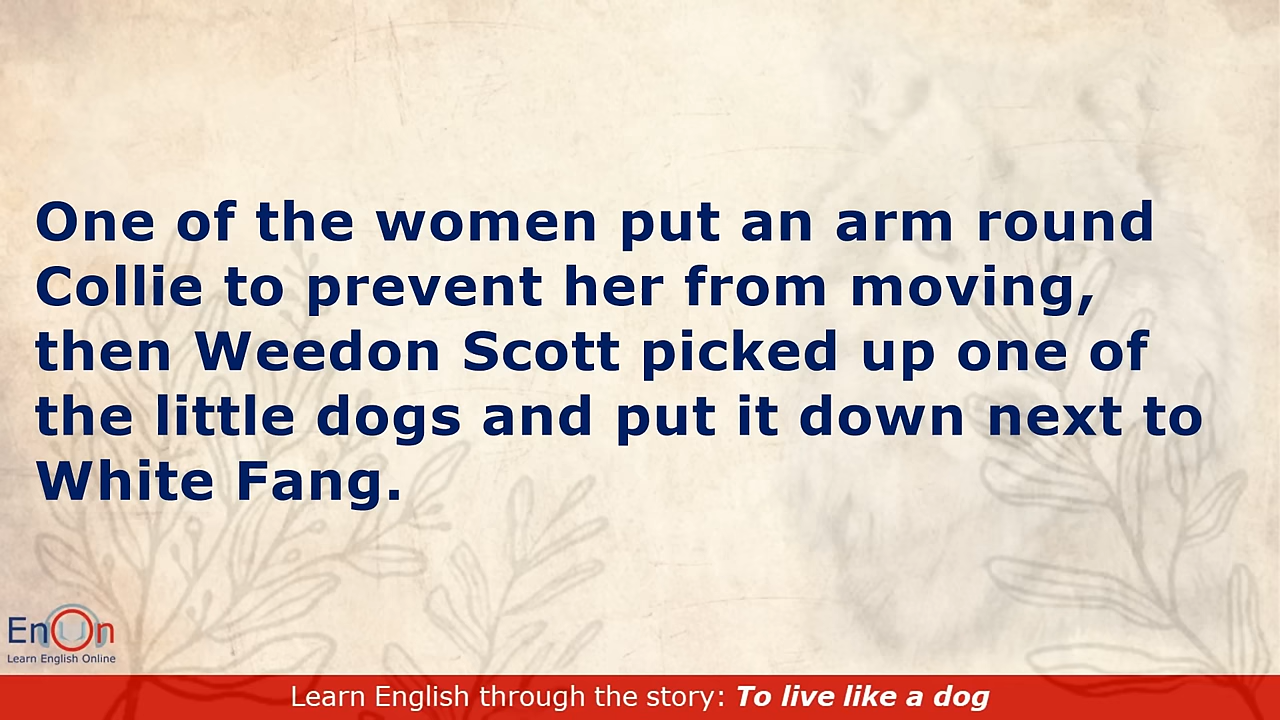 One of the women put an arm round
Collie to prevent her from moving,
then Weedon Scott picked up one of
the little dogs and put it down next to
White Fang.
EnOn
Learn English Online
Learn English through the story: To live like a dog